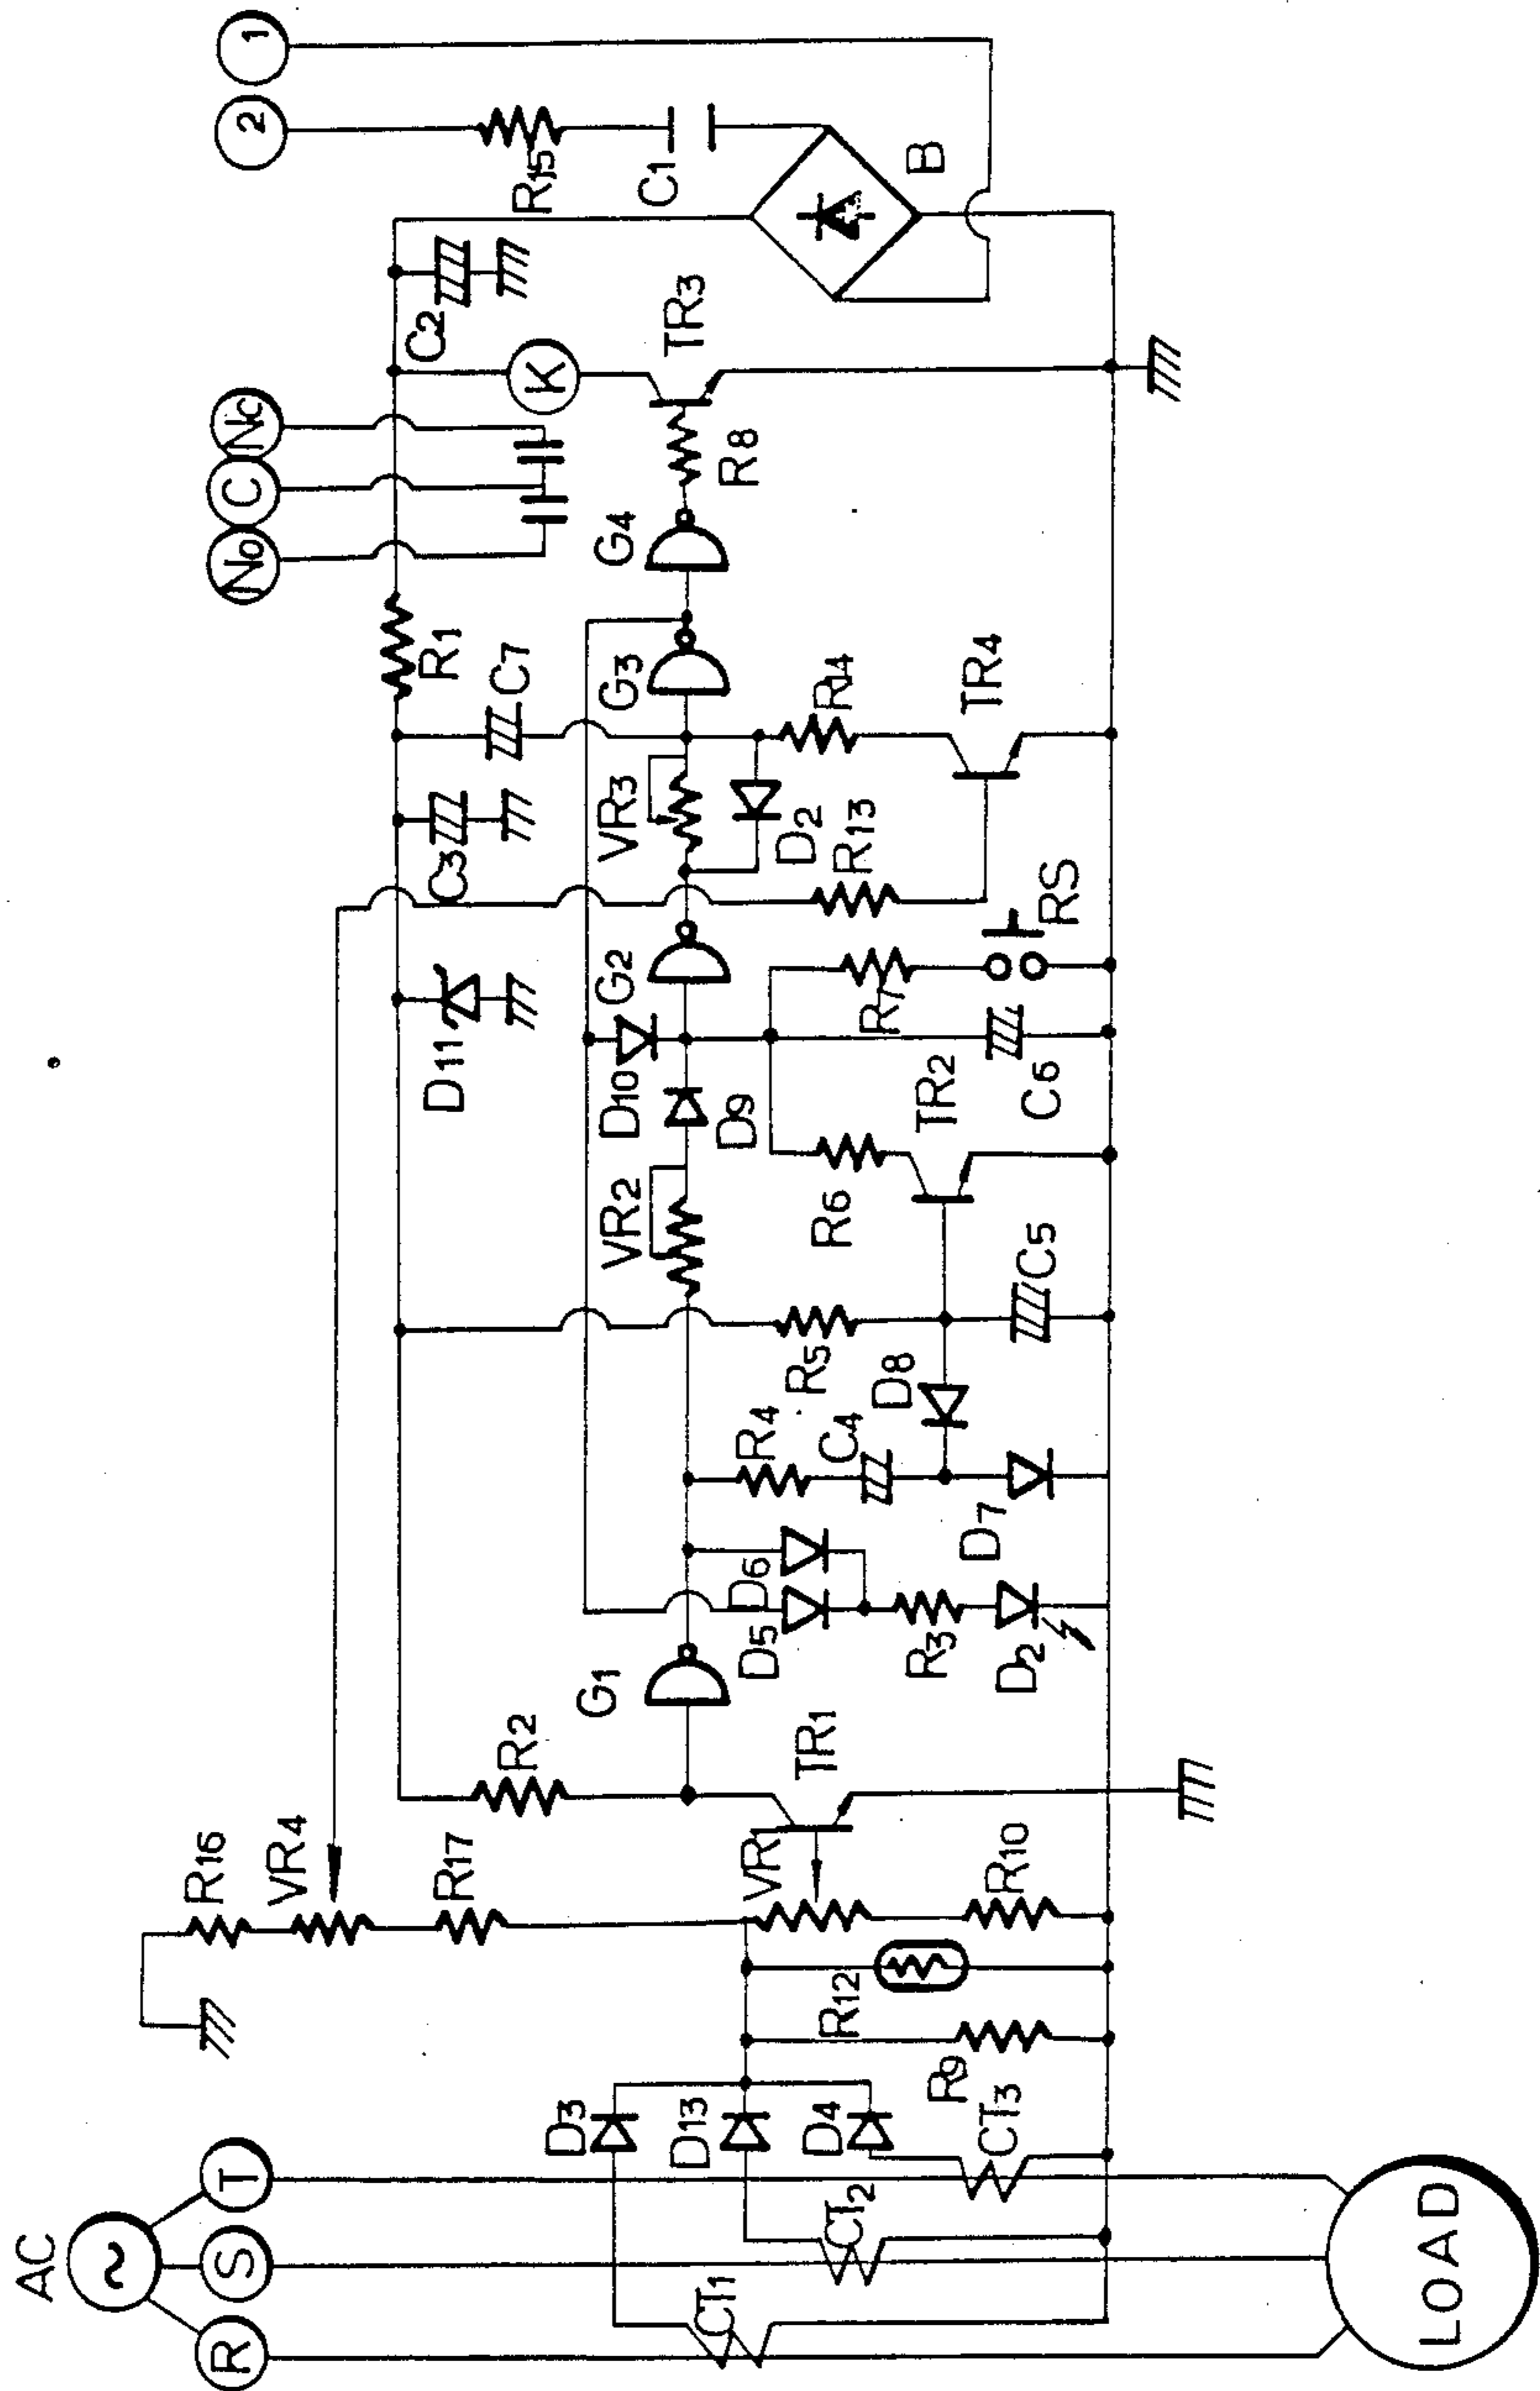 AC
~
R
S
T
LOAD
CT1
CT2
CT3
D3
D13
D4
R9
R12
R16
VR4
R17
VR1
R10
TR1
R2
G1
D5
D6
R3
D2
R4
C4
D7
D8
R5
C5
VR2
D9
D10
R6
TR2
C6
R7
RS
D11
G2
C3
VR3
D2
R13
C7
R1
G3
R14
TR4
No
C
Nc
G4
R8
K
TR3
C2
2
1
R15
C1
B